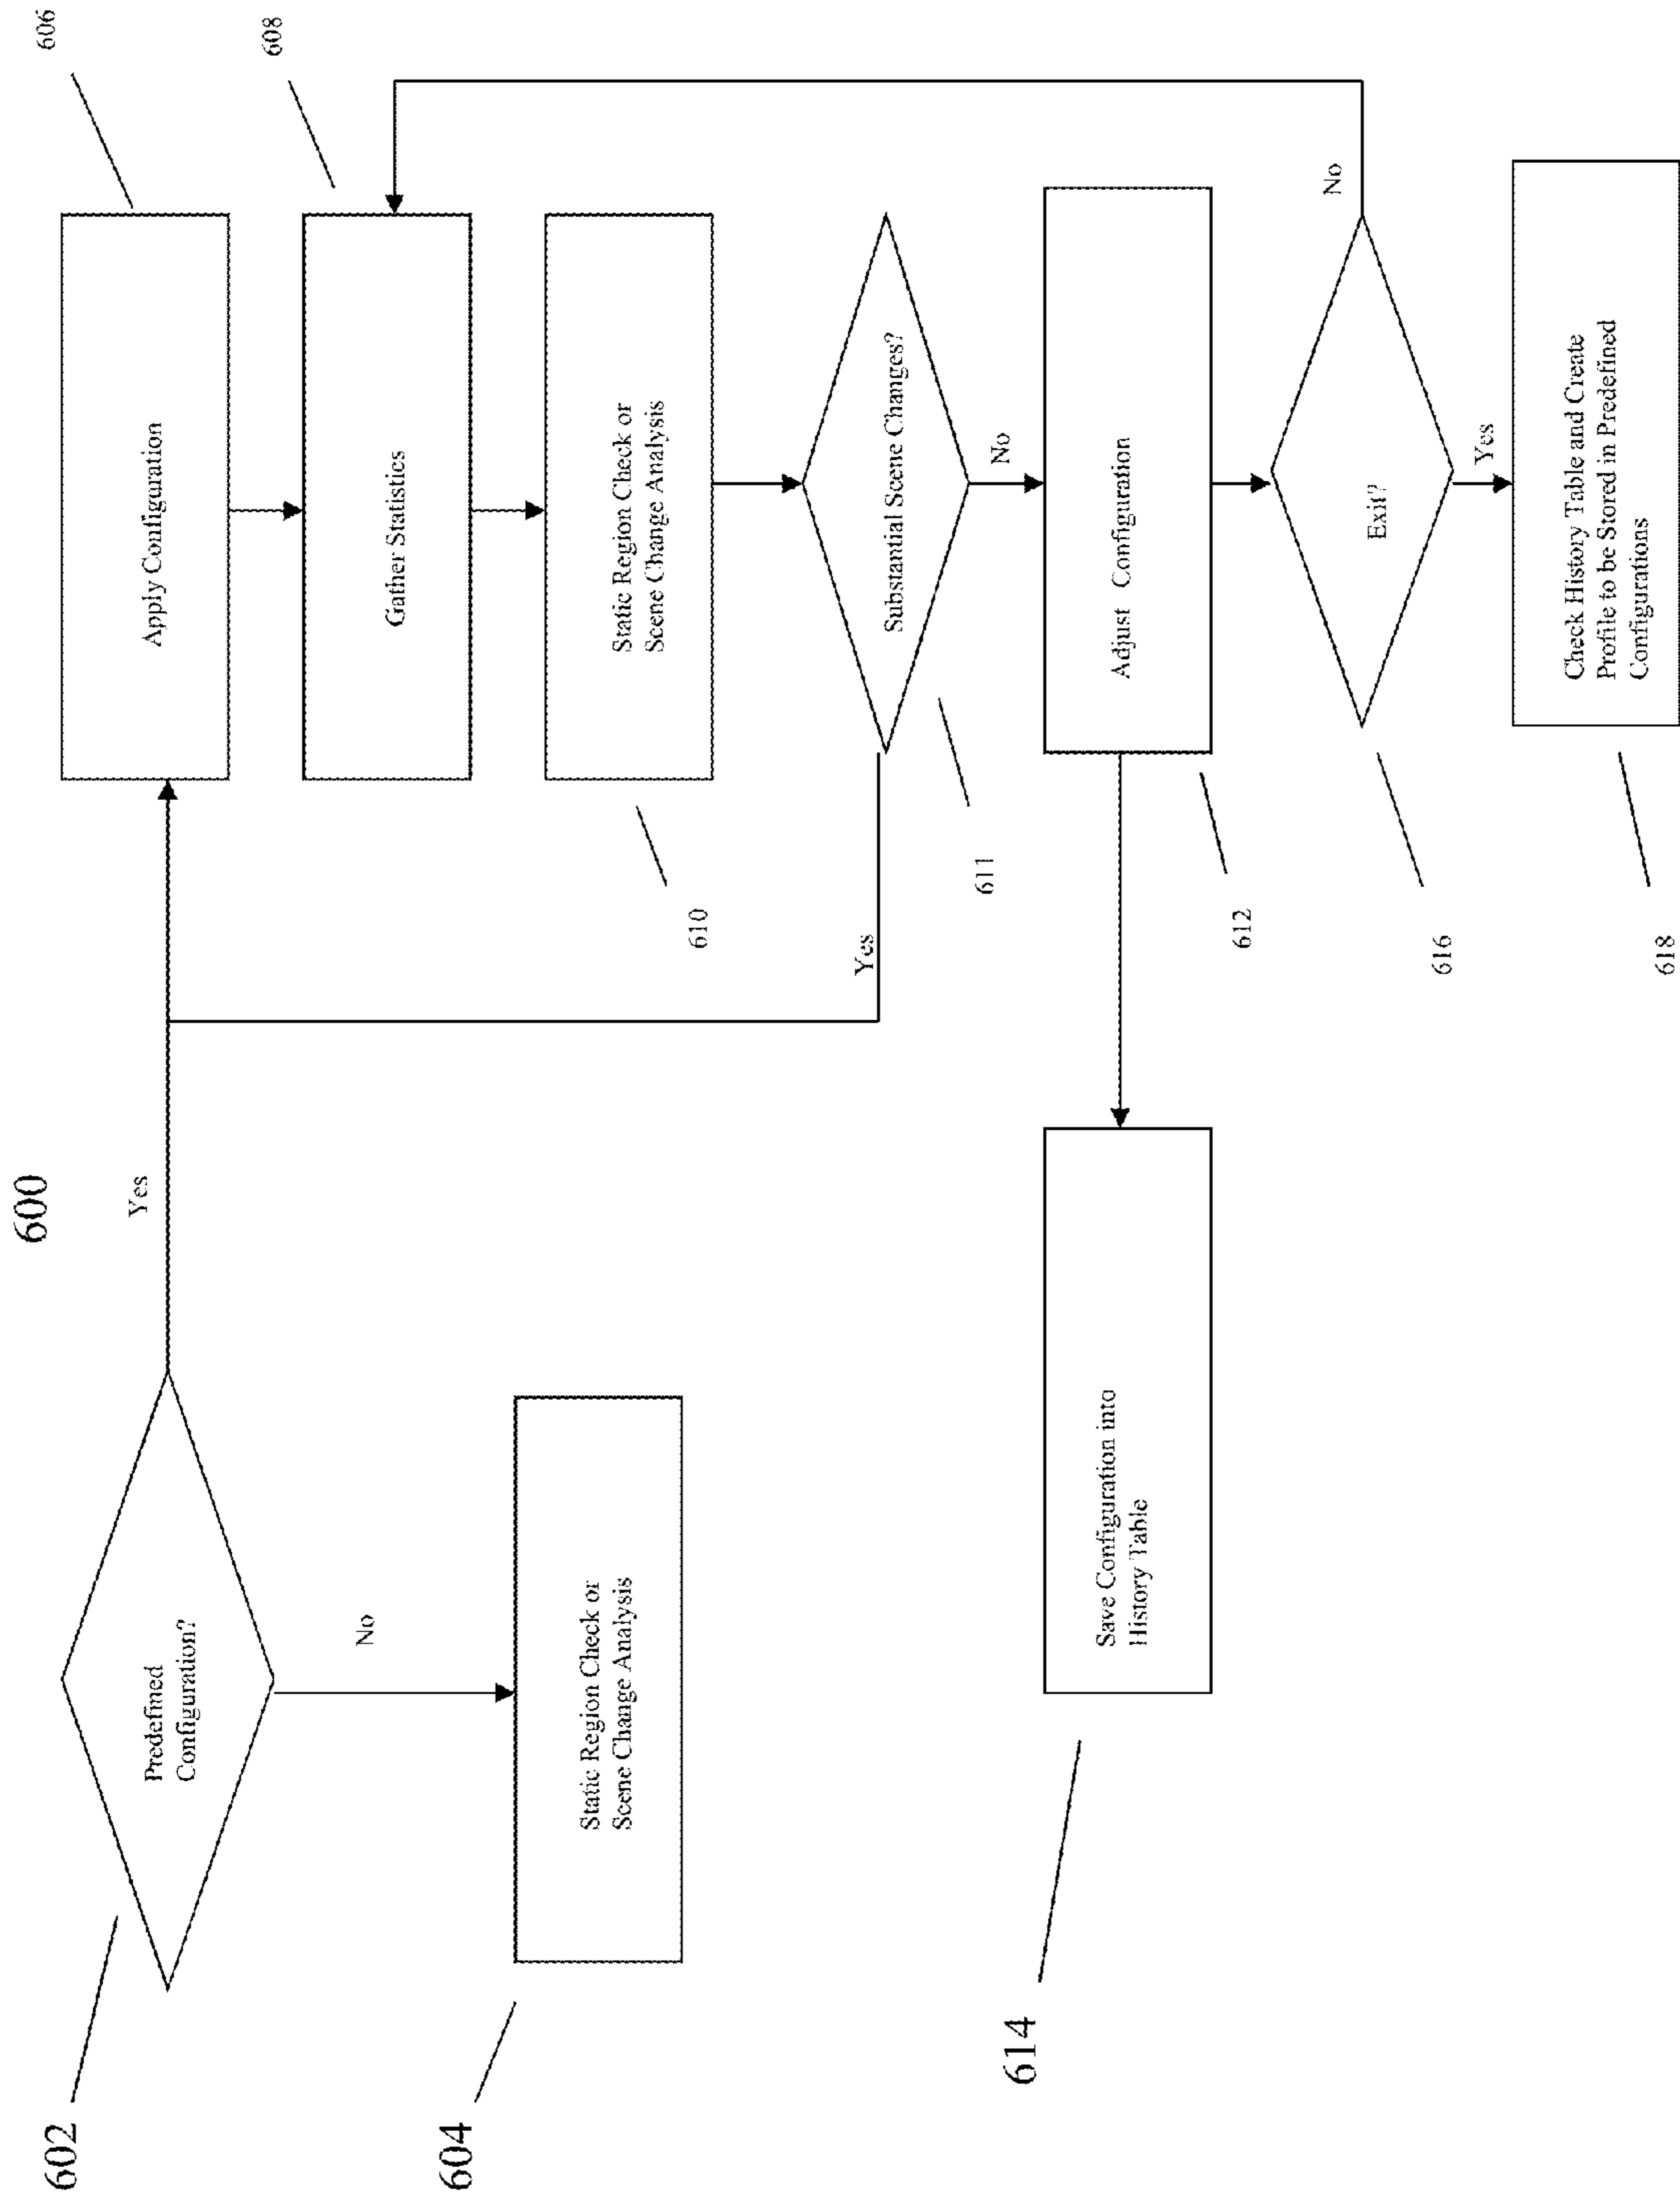 600
602
Predefined
Configuration?
Yes
No
604
Static Region Check or
Scene Change Analysis
606
Apply Configuration
608
Gather Statistics
610
Static Region Check or
Scene Change Analysis
611
Substantial Scene Changes?
Yes
No
612
Adjust Configuration
614
Save Configuration into
History Table
616
Exit?
No
Yes
618
Check History Table and Create
Profile to be Stored in Predefined
Configurations